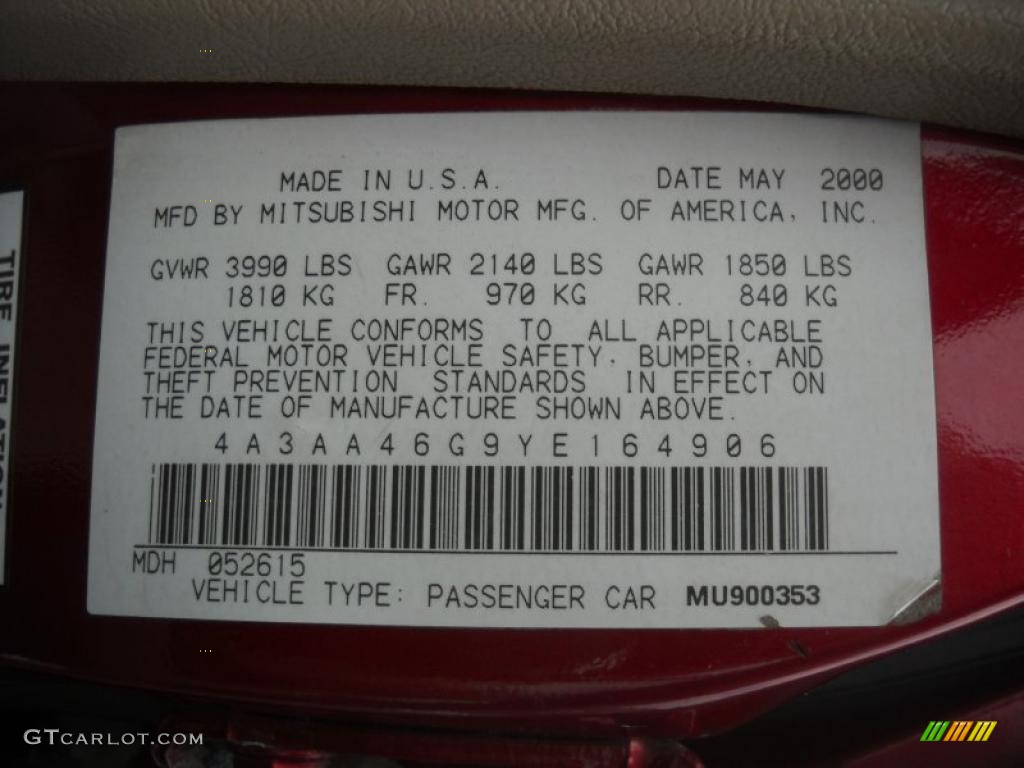 MADE IN U.S.A. DATE MAY 2000
MFD BY MITSUBISHI MOTOR MFG. OF AMERICA, INC.
GVWR 3990 LBS GAWR 2140 LBS GAWR 1850 LBS
1810 KG FR. 970 KG RR. 840 KG
THIS VEHICLE CONFORMS TO ALL APPLICABLE
FEDERAL MOTOR VEHICLE SAFETY, BUMPER, AND
THEFT PREVENTION STANDARDS IN EFFECT ON
THE DATE OF MANUFACTURE SHOWN ABOVE.
4A3AA46G9YE164906
MDH 052615
VEHICLE TYPE: PASSENGER CAR MU900353
TIRE INFLATION
GTCARLOT.COM